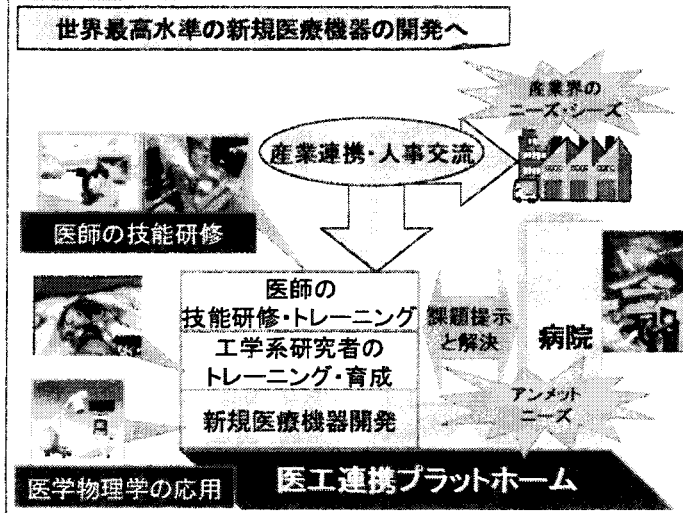 世界最高水準の新規医療機器の開発へ
産業界の
ニーズ・シーズ
産業連携・人事交流
医師の技能研修
医師の
技能研修・トレーニング
工学系研究者の
トレーニング・育成
新規医療機器開発
課題提示
と解決
病院
アンメット
ニーズ
医学物理学の応用
医工連携プラットホーム